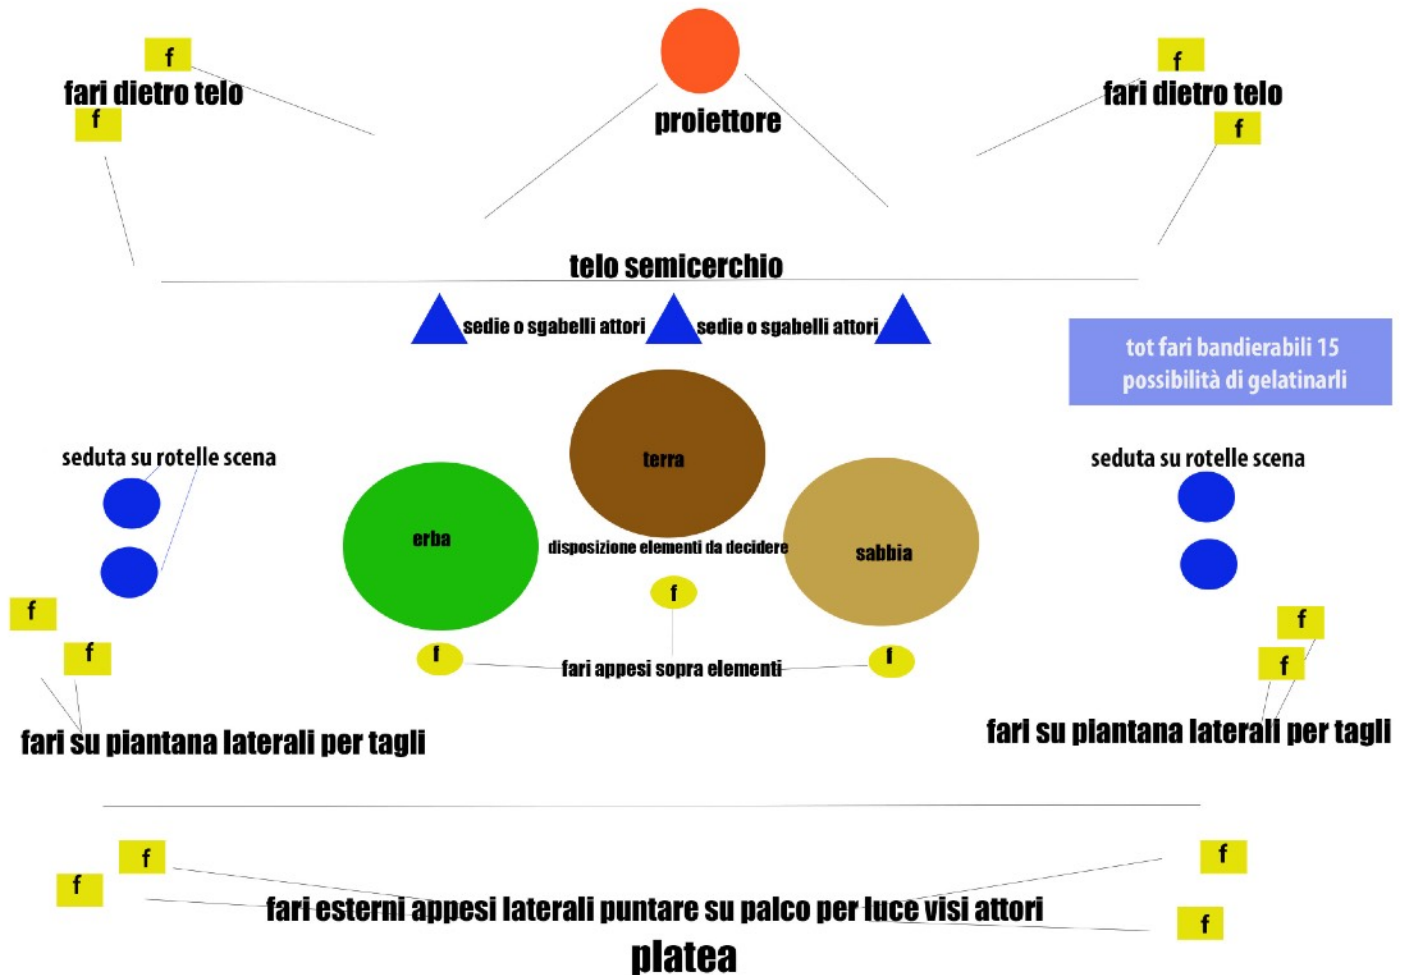 f
f
fari dietro telo
fari dietro telo
f
f
proiettore
telo semicerchio
sedie o sgabelli attori
sedie o sgabelli attori
tot fari bandierabili 15
possibilità di gelatinarli
seduta su rotelle scena
seduta su rotelle scena
terra
erba
disposizione elementi da decidere
sabbia
f
f
f
f
f
f
f
fari appesi sopra elementi
fari su piantana laterali per tagli
fari su piantana laterali per tagli
f
f
f
f
fari esterni appesi laterali puntare su palco per luce visi attori
platea